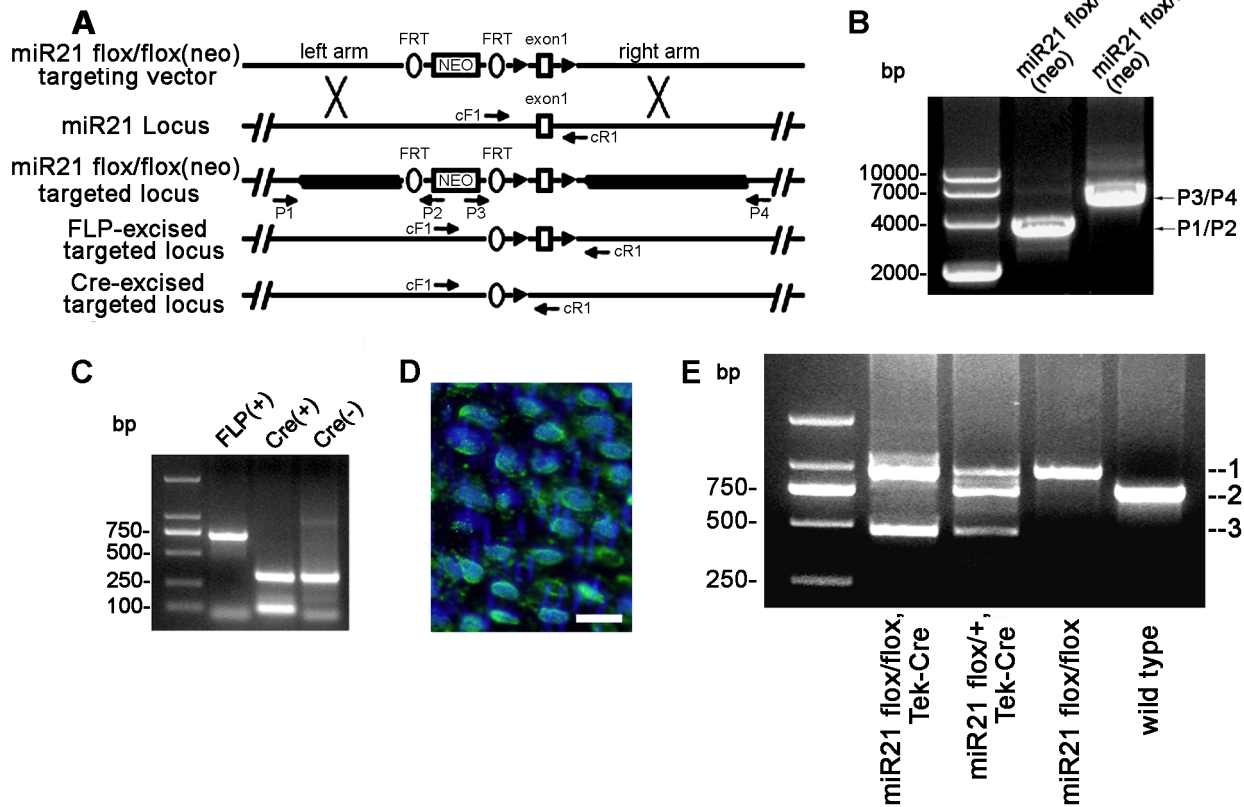 A
miR21 flox/flox(neo)
targeting vector
left arm
FRT
NEO
FRT
exon1
right arm
miR21 Locus
cF1
exon1
cR1
miR21 flox/flox(neo)
targeted locus
FRT
NEO
FRT
P1
P2
P3
P4
FLP-excised
targeted locus
cF1
cR1
Cre-excised
targeted locus
cF1
cR1
B
bp
miR21 flox/
(neo)
miR21 flox/
(neo)
10000-
7000-
4000-
2000-
P3/P4
P1/P2
C
bp
FLP(+)
Cre(+)
Cre(-)
750-
500-
250-
100-
D
E
bp
750-
500-
250-
--1
--2
--3
miR21 flox/flox,
Tek-Cre
miR21 flox/+,
Tek-Cre
miR21 flox/flox
wild type